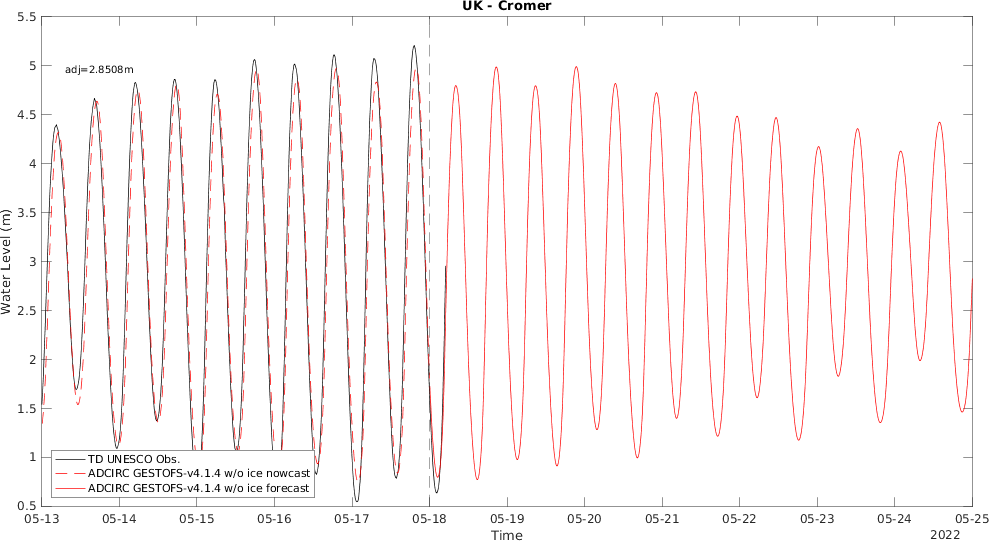 UK - Cromer
5.5
5
4.5
4
3.5
3
2.5
2
1.5
1
0.5
Water Level (m)
adj=2.8508m
TD UNESCO Obs.
ADCIRC GESTOFS-v4.1.4 w/o ice nowcast
ADCIRC GESTOFS-v4.1.4 w/o ice forecast
05-13 05-14 05-15 05-16 05-17 05-18 05-19 05-20 05-21 05-22 05-23 05-24 05-25
Time
2022